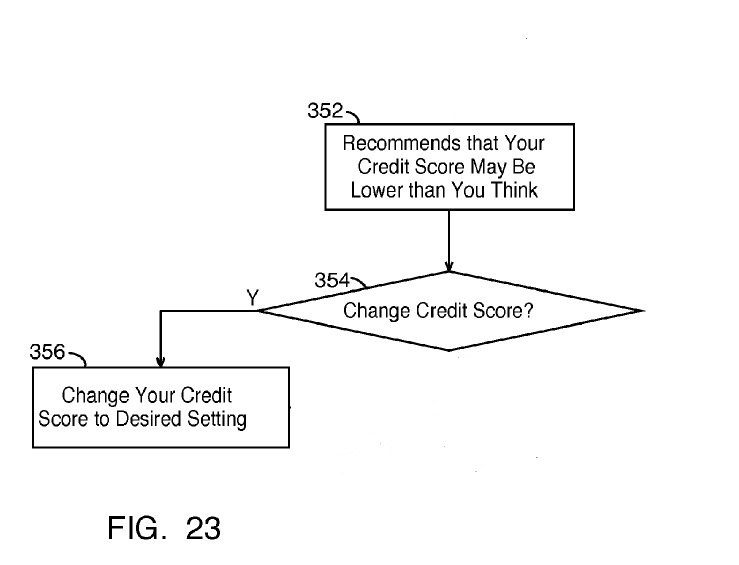 352
Recommends that Your
Credit Score May Be
Lower than You Think
354
Y
Change Credit Score?
356
Change Your Credit
Score to Desired Setting
FIG. 23